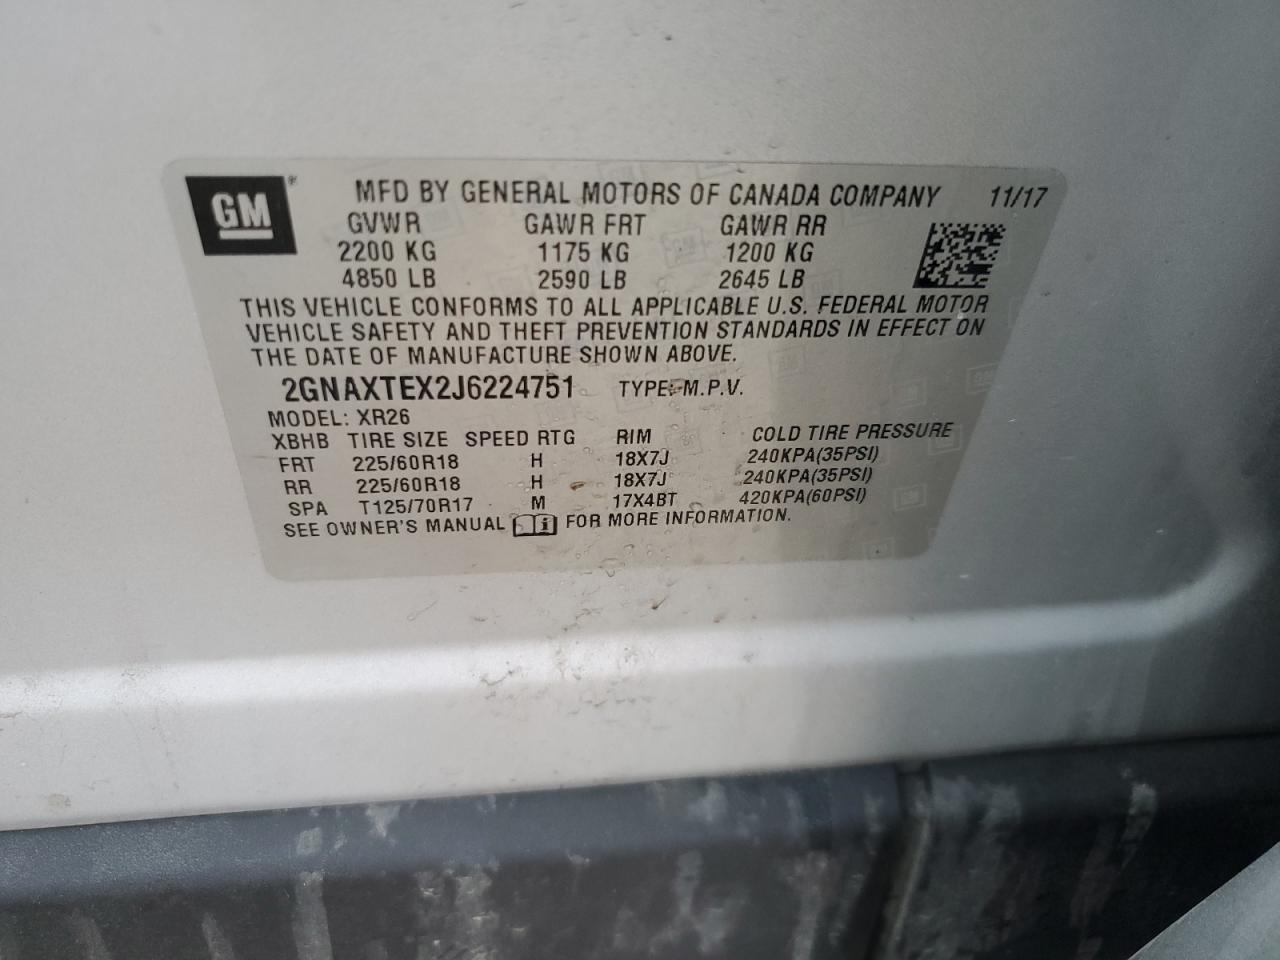 GM® MFD BY GENERAL MOTORS OF CANADA COMPANY 11/17
GVWR GAWR FRT GAWR RR
2200 KG 1175 KG 1200 KG
4850 LB 2590 LB 2645 LB
THIS VEHICLE CONFORMS TO ALL APPLICABLE U.S. FEDERAL MOTOR
VEHICLE SAFETY AND THEFT PREVENTION STANDARDS IN EFFECT ON
THE DATE OF MANUFACTURE SHOWN ABOVE.
2GNAXTEX2J6224751 TYPE: M.P.V.
MODEL: XR26
XBHB TIRE SIZE SPEED RTG RIM COLD TIRE PRESSURE
FRT 225/60R18 H 18X7J 240KPA(35PSI)
RR 225/60R18 H 18X7J 240KPA(35PSI)
SPA T125/70R17 M 17X4BT 420KPA(60PSI)
SEE OWNER'S MANUAL i FOR MORE INFORMATION.